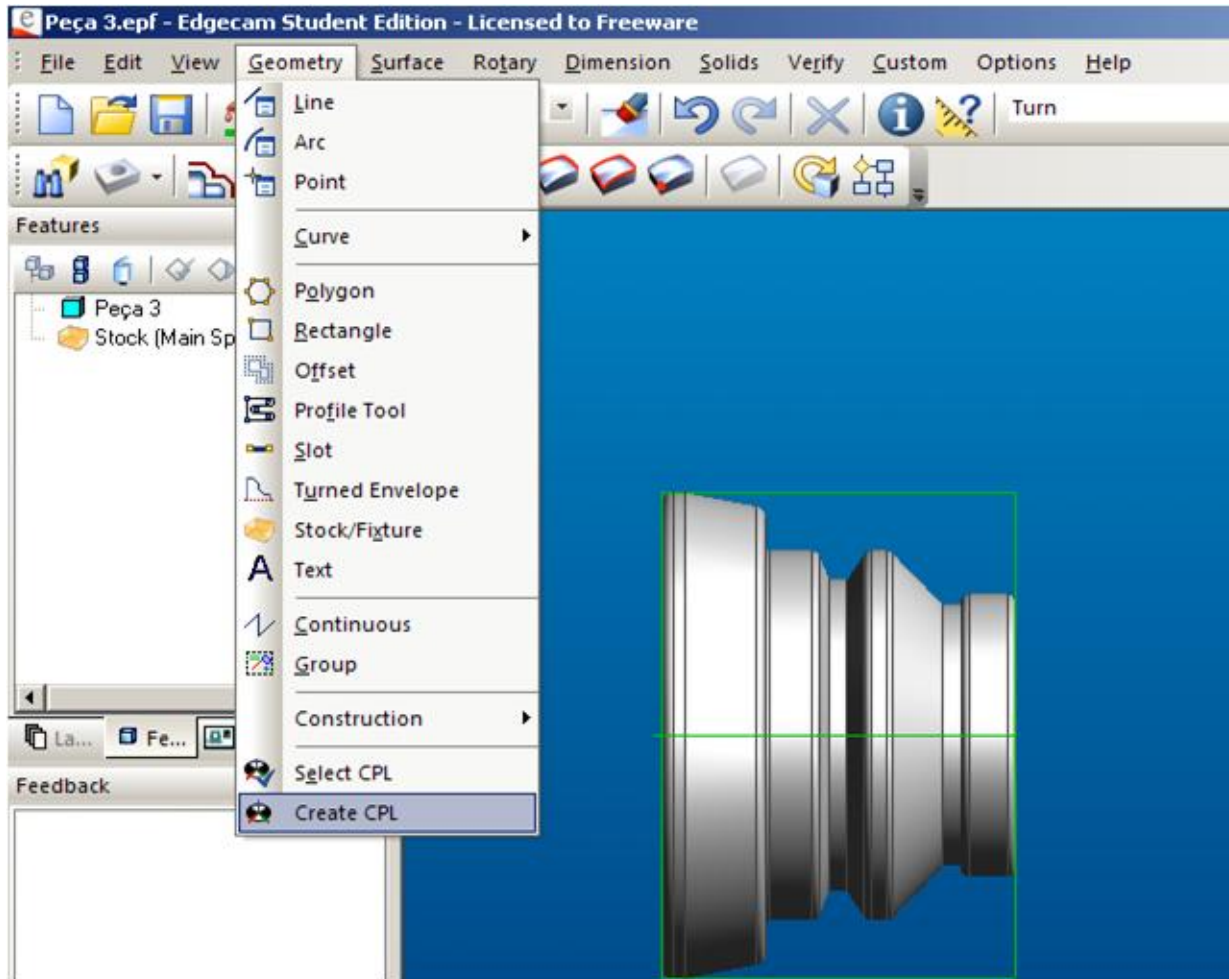 Peça 3.epf - Edgecam Student Edition - Licensed to Freeware
File Edit View Geometry Surface Rotary Dimension Solids Verify Custom Options Help
Turn
Line
Arc
Point
Curve
Polygon
Rectangle
Offset
Profile Tool
Slot
Turned Envelope
Stock/Fixture
Text
Continuous
Group
Construction
Select CPL
Create CPL
Features
Peça 3
Stock (Main Sp
La... Fe...
Feedback